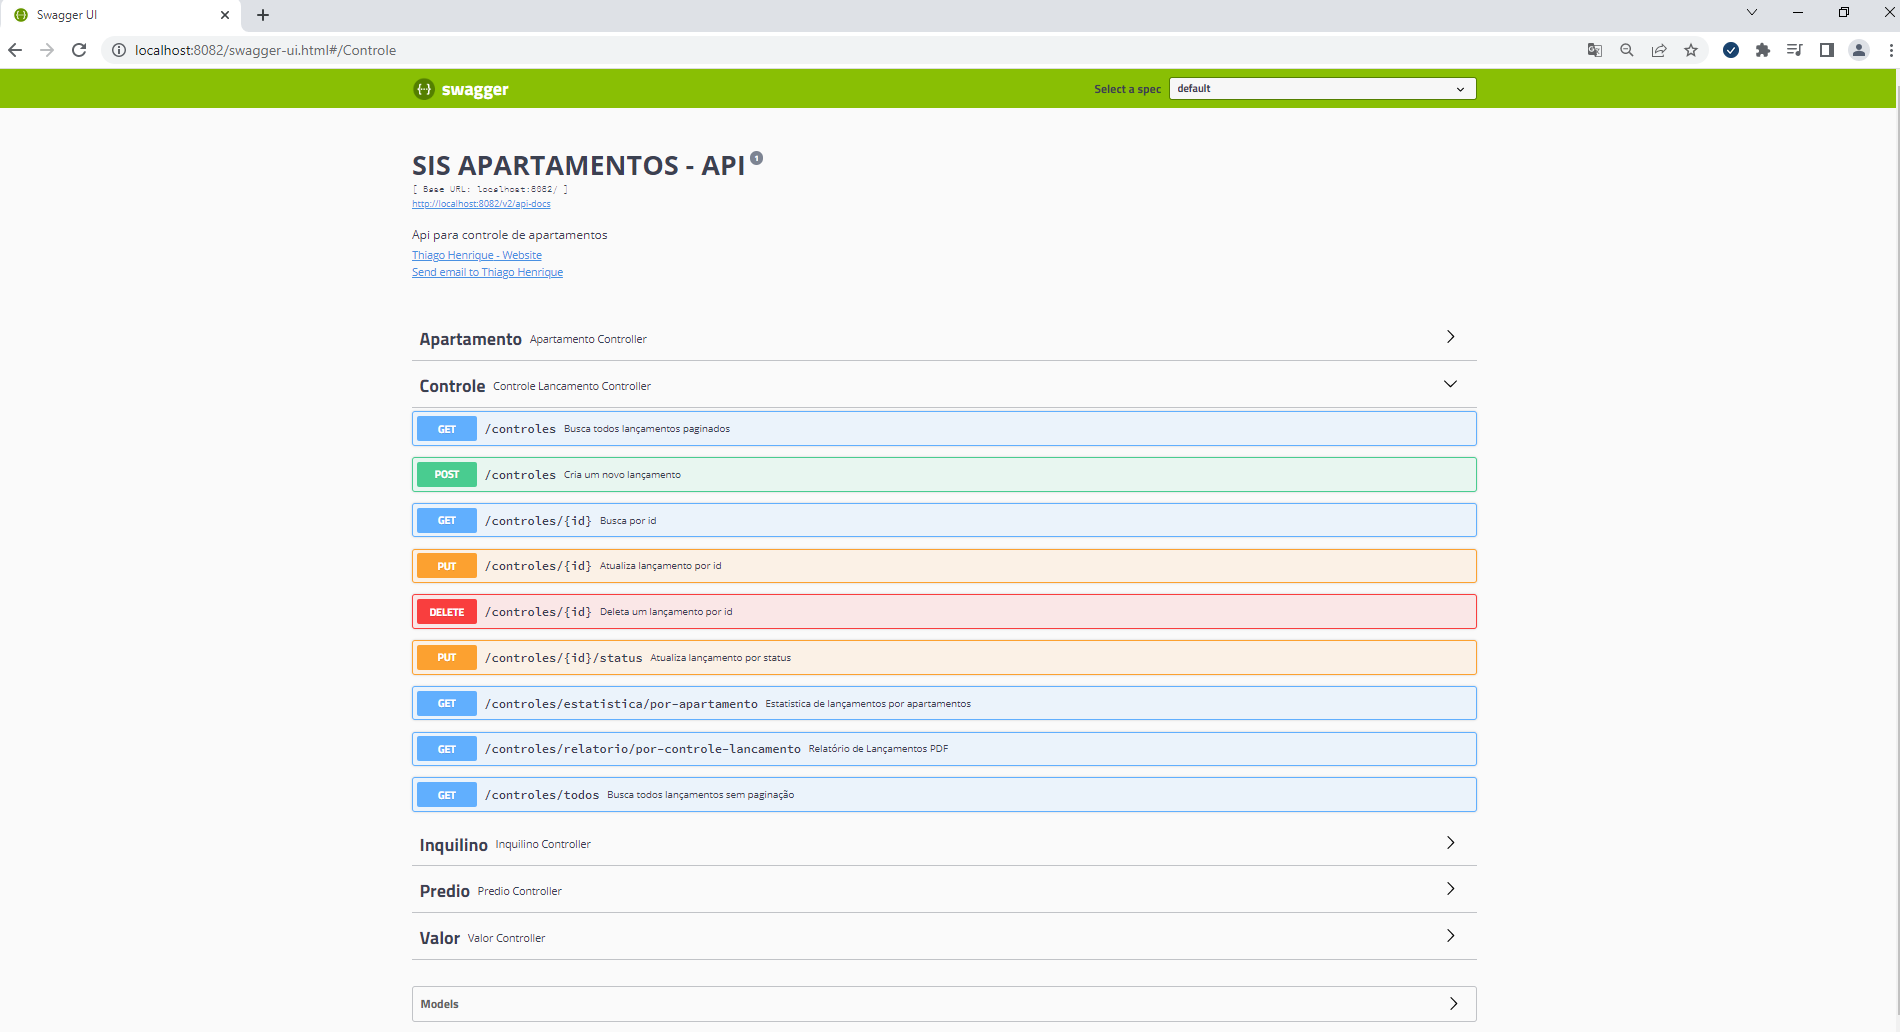 Swagger UI
localhost:8082/swagger-ui.html#/Controle
swagger
Select a spec
default
SIS APARTAMENTOS - API 1
[ Base URL: localhost:8082/ ]
http://localhost:8082/v2/api-docs
Api para controle de apartamentos
Thiago Henrique - Website
Send email to Thiago Henrique
Apartamento Apartamento Controller
Controle Controle Lancamento Controller
GET /controles Busca todos lançamentos paginados
POST /controles Cria um novo lançamento
GET /controles/{id} Busca por id
PUT /controles/{id} Atualiza lançamento por id
DELETE /controles/{id} Deleta um lançamento por id
PUT /controles/{id}/status Atualiza lançamento por status
GET /controles/estatistica/por-apartamento Estatistica de lançamentos por apartamentos
GET /controles/relatorio/por-controle-lancamento Relatório de Lançamentos PDF
GET /controles/todos Busca todos lançamentos sem paginação
Inquilino Inquilino Controller
Predio Predio Controller
Valor Valor Controller
Models